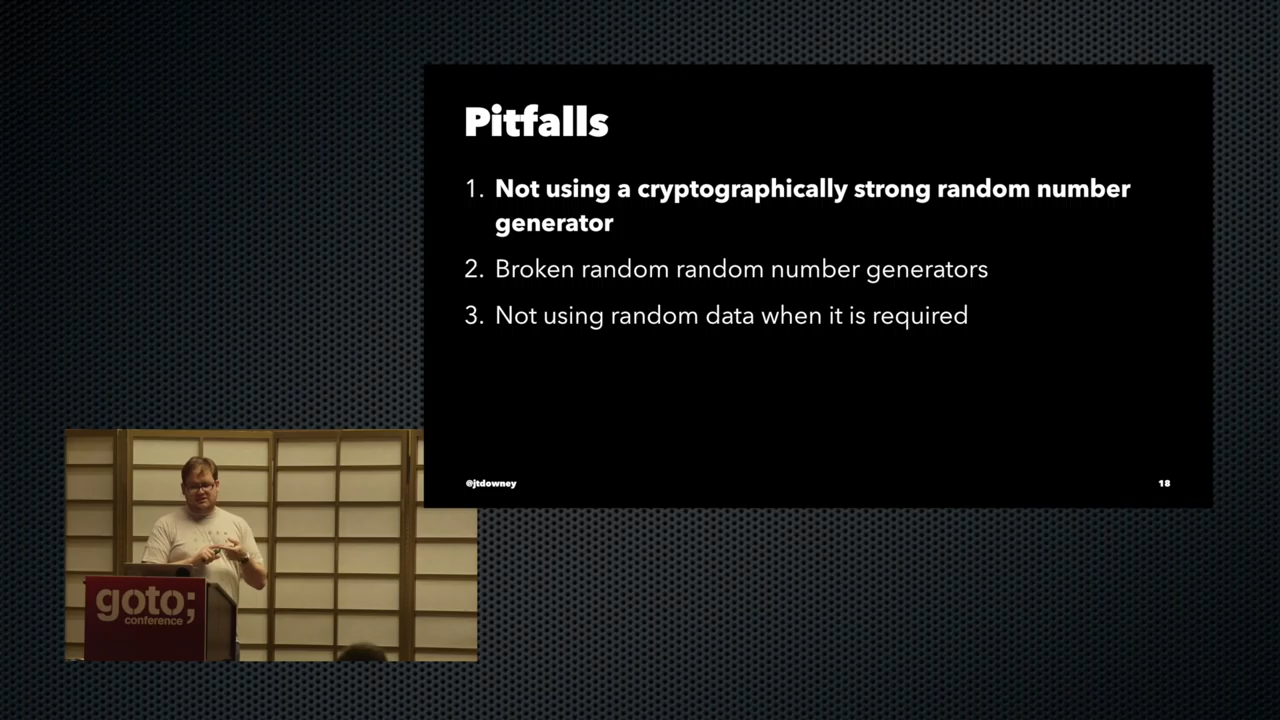 Pitfalls
1. Not using a cryptographically strong random number
generator
2. Broken random random number generators
3. Not using random data when it is required
@jtdowney
18
goto;
conference